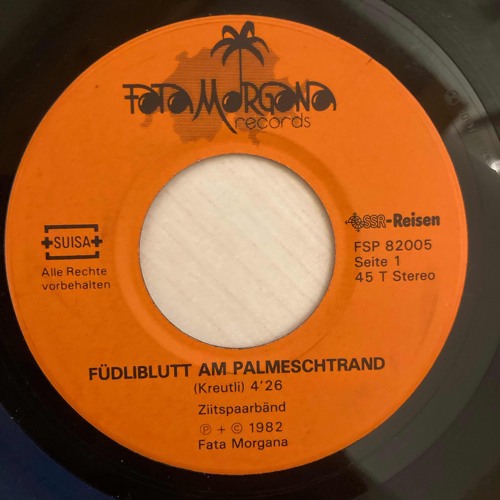 Fata Morgana
records
+SUISA+
Alle Rechte
vorbehalten
SSR-Reisen
FSP 82005
Seite 1
45 T Stereo
FÜDLIBLUTT AM PALMESCHTRAND
(Kreutli) 4'26
Ziitspaarbänd
℗ + © 1982
Fata Morgana